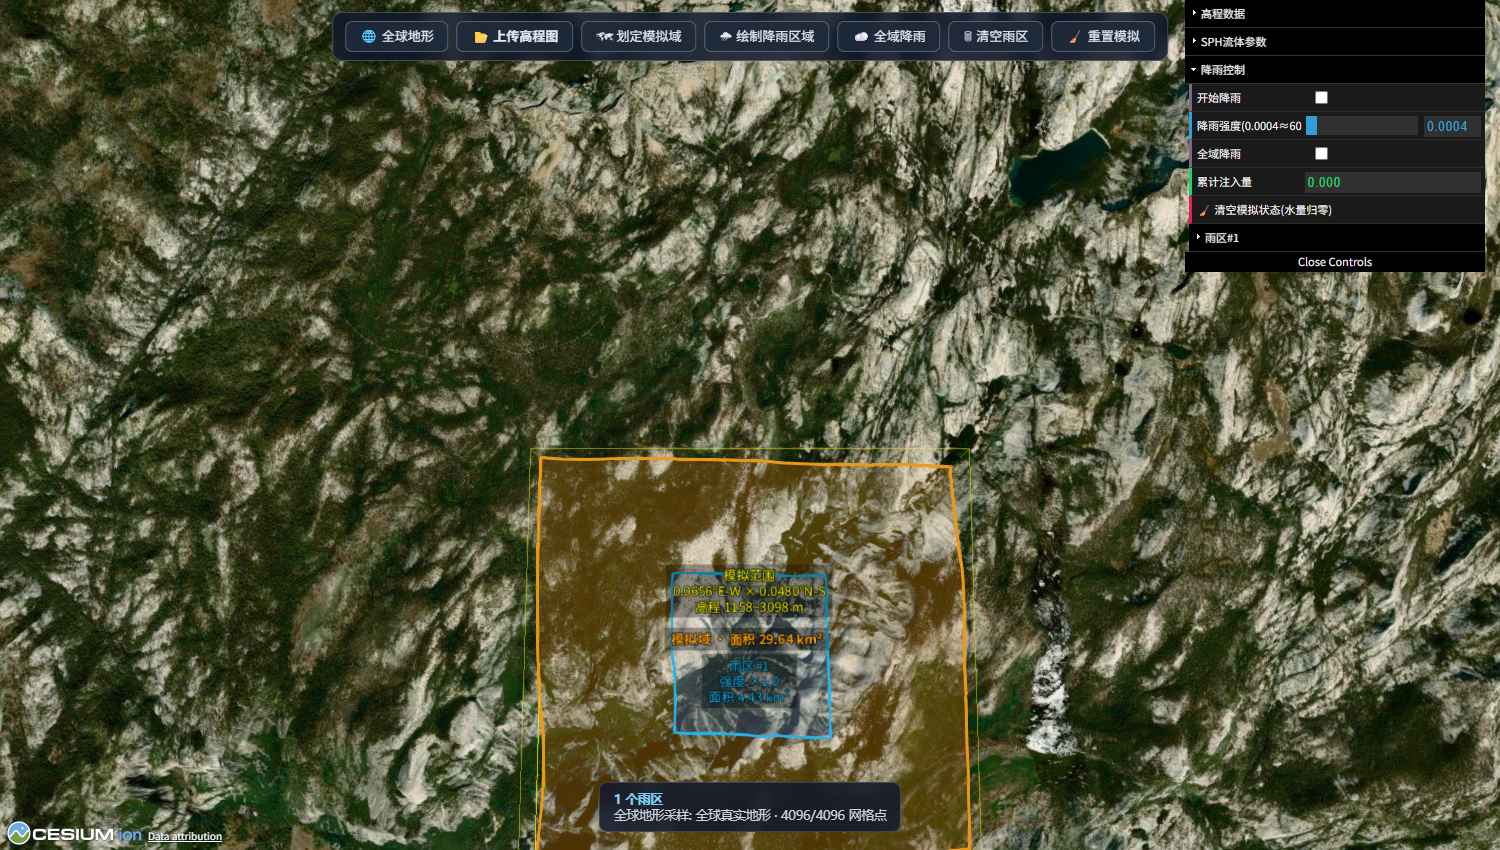 全球地形
上传高程图
划定模拟域
绘制降雨区域
全域降雨
清空雨区
重置模拟
高程数据
SPH流体参数
降雨控制
开始降雨
降雨强度(0.0004≈60
0.0004
全域降雨
累计注入量
0.000
清空模拟状态(水量归零)
雨区#1
Close Controls
模拟范围
0.0656°E-W × 0.0480°N-S
高程 1158~3098 m
模拟域 · 面积 29.64 km²
雨区#1
强度 ×1.0
面积 4.43 km²
1 个雨区
全球地形采样: 全球真实地形 · 4096/4096 网格点
CESIUM ion
Data attribution